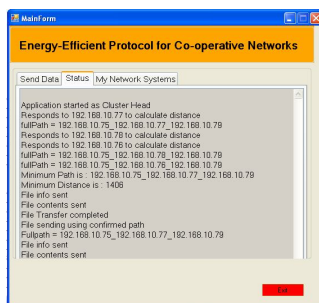 MainForm
Energy-Efficient Protocol for Co-operative Networks
Send Data Status My Network Systems
Application started as Cluster Head
Responds to 192.168.10.77 to calculate distance
fullPath = 192.168.10.75_192.168.10.77_192.168.10.79
Responds to 192.168.10.78 to calculate distance
Responds to 192.168.10.76 to calculate distance
fullPath = 192.168.10.75_192.168.10.78_192.168.10.79
fullPath = 192.168.10.75_192.168.10.76_192.168.10.79
Minimum Path is : 192.168.10.75_192.168.10.77_192.168.10.79
Minimum Distance is : 1406
File info sent
File contents sent
File Transfer completed
File sending using confirmed path
Fullpath = 192.168.10.75_192.168.10.77_192.168.10.79
File info sent
File contents sent
Exit